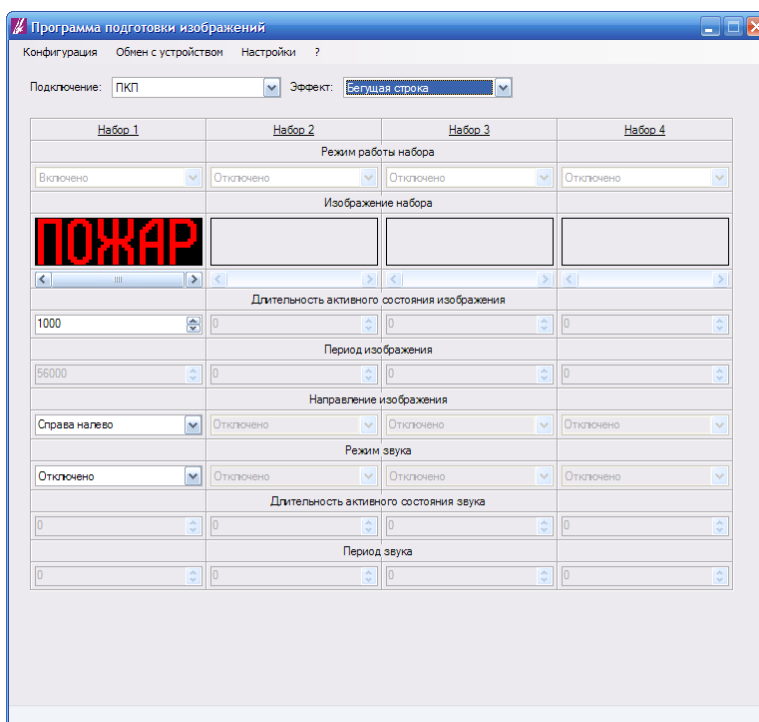 Программа подготовки изображений
Конфигурация Обмен с устройством Настройки ?
Подключение: ПКП Эффект: Бегущая строка
Набор 1 Набор 2 Набор 3 Набор 4
Режим работы набора
Включено Отключено Отключено Отключено
Изображение набора
ПОЖАР
Длительность активного состояния изображения
1000 0 0 0
Период изображения
56000 0 0 0
Направление изображения
Справа налево Отключено Отключено Отключено
Режим звука
Отключено Отключено Отключено Отключено
Длительность активного состояния звука
0 0 0 0
Период звука
0 0 0 0